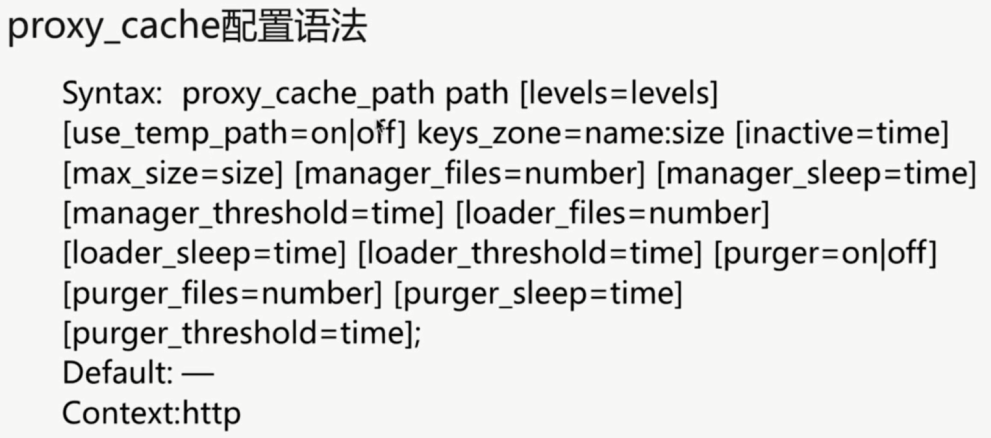 proxy_cache配置语法
Syntax: proxy_cache_path path [levels=levels]
[use_temp_path=on|off] keys_zone=name:size [inactive=time]
[max_size=size] [manager_files=number] [manager_sleep=time]
[manager_threshold=time] [loader_files=number]
[loader_sleep=time] [loader_threshold=time] [purger=on|off]
[purger_files=number] [purger_sleep=time]
[purger_threshold=time];
Default: —
Context:http